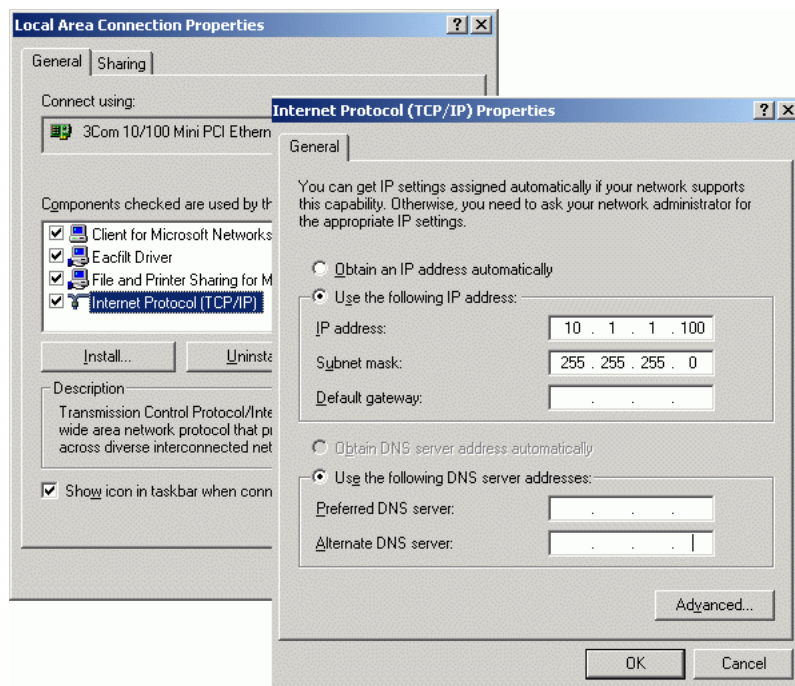 Local Area Connection Properties
General
Sharing
Connect using:
3Com 10/100 Mini PCI Ethern
Components checked are used by th
Client for Microsoft Networks
Eacfilt Driver
File and Printer Sharing for M
Internet Protocol (TCP/IP)
Install...
Uninsta
Description
Transmission Control Protocol/Inte
wide area network protocol that pr
across diverse interconnected net
Show icon in taskbar when conn
Internet Protocol (TCP/IP) Properties
General
You can get IP settings assigned automatically if your network supports
this capability. Otherwise, you need to ask your network administrator for
the appropriate IP settings.
Obtain an IP address automatically
Use the following IP address:
IP address: 10 . 1 . 1 . 100
Subnet mask: 255 . 255 . 255 . 0
Default gateway: . . .
Obtain DNS server address automatically
Use the following DNS server addresses:
Preferred DNS server: . . .
Alternate DNS server: . . .
Advanced...
OK Cancel